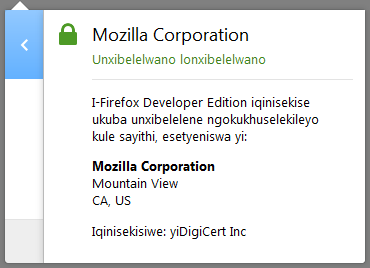 Mozilla Corporation
Unxibelelwano lonxibelelwano
I-Firefox Developer Edition iqinisekise
ukuba unxibelelene ngokukhuselekileyo
kule sayithi, esetyeniswa yi:
Mozilla Corporation
Mountain View
CA, US
Iqinisekisiwe: yiDigiCert Inc